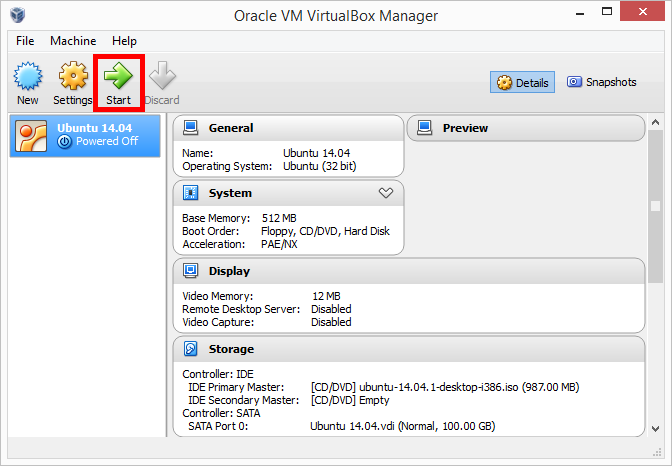 Oracle VM VirtualBox Manager
File Machine Help
New Settings Start Discard
Details Snapshots
Ubuntu 14.04
Powered Off
General
Name: Ubuntu 14.04
Operating System: Ubuntu (32 bit)
Preview
System
Base Memory: 512 MB
Boot Order: Floppy, CD/DVD, Hard Disk
Acceleration: PAE/NX
Display
Video Memory: 12 MB
Remote Desktop Server: Disabled
Video Capture: Disabled
Storage
Controller: IDE
IDE Primary Master: [CD/DVD] ubuntu-14.04.1-desktop-i386.iso (987.00 MB)
IDE Secondary Master: [CD/DVD] Empty
Controller: SATA
SATA Port 0: Ubuntu 14.04.vdi (Normal, 100.00 GB)